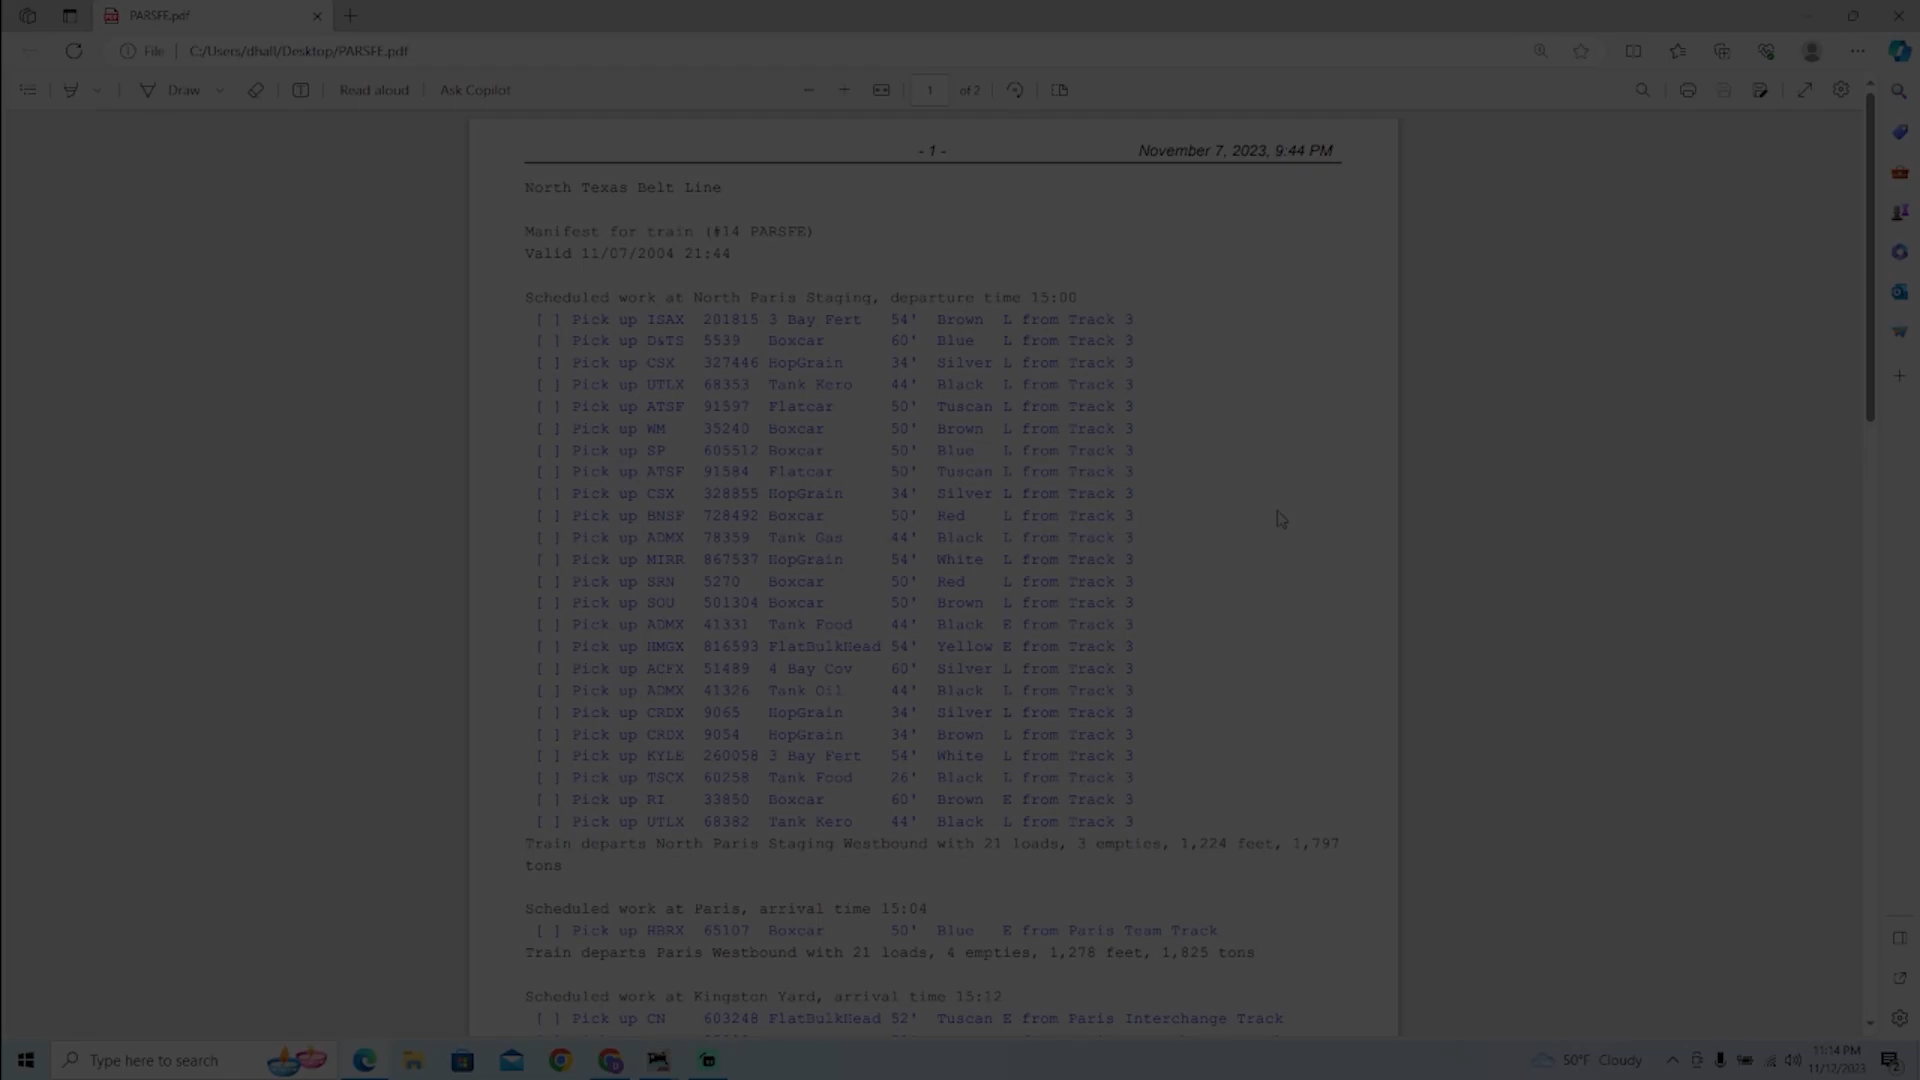 PARSFE.pdf
File
C:/Users/dhall/Desktop/PARSFE.pdf
Draw
Read aloud
Ask Copilot
1 of 2
- 1 - November 7, 2023, 9:44 PM
North Texas Belt Line
Manifest for train (#14 PARSFE)
Valid 11/07/2004 21:44
Scheduled work at North Paris Staging, departure time 15:00
[ ] Pick up ISAX 201815 3 Bay Fert 54' Brown L from Track 3
[ ] Pick up D&TS 5539 Boxcar 60' Blue L from Track 3
[ ] Pick up CSX 327446 HopGrain 34' Silver L from Track 3
[ ] Pick up UTLX 68353 Tank Kero 44' Black L from Track 3
[ ] Pick up ATSF 91597 Flatcar 50' Tuscan L from Track 3
[ ] Pick up WM 35240 Boxcar 50' Brown L from Track 3
[ ] Pick up SP 605512 Boxcar 50' Blue L from Track 3
[ ] Pick up ATSF 91584 Flatcar 50' Tuscan L from Track 3
[ ] Pick up CSX 328855 HopGrain 34' Silver L from Track 3
[ ] Pick up BNSF 728492 Boxcar 50' Red L from Track 3
[ ] Pick up ADMX 78359 Tank Gas 44' Black L from Track 3
[ ] Pick up MIRR 867537 HopGrain 54' White L from Track 3
[ ] Pick up SRN 5270 Boxcar 50' Red L from Track 3
[ ] Pick up SOU 501304 Boxcar 50' Brown L from Track 3
[ ] Pick up ADMX 41331 Tank Food 44' Black E from Track 3
[ ] Pick up HMGX 816593 FlatBulkHead 54' Yellow E from Track 3
[ ] Pick up ACFX 51489 4 Bay Cov 60' Silver L from Track 3
[ ] Pick up ADMX 41326 Tank Oil 44' Black L from Track 3
[ ] Pick up CRDX 9065 HopGrain 34' Silver L from Track 3
[ ] Pick up CRDX 9054 HopGrain 34' Brown L from Track 3
[ ] Pick up KYLE 260058 3 Bay Fert 54' White L from Track 3
[ ] Pick up TSCX 60258 Tank Food 26' Black L from Track 3
[ ] Pick up RI 33850 Boxcar 60' Brown E from Track 3
[ ] Pick up UTLX 68382 Tank Kero 44' Black L from Track 3
Train departs North Paris Staging Westbound with 21 loads, 3 empties, 1,224 feet, 1,797
tons
Scheduled work at Paris, arrival time 15:04
[ ] Pick up HBRX 65107 Boxcar 50' Blue E from Paris Team Track
Train departs Paris Westbound with 21 loads, 4 empties, 1,278 feet, 1,825 tons
Scheduled work at Kingston Yard, arrival time 15:12
[ ] Pick up CN 603248 FlatBulkHead 52' Tuscan E from Paris Interchange Track
Type here to search
50°F Cloudy
11:14 PM
11/12/2023